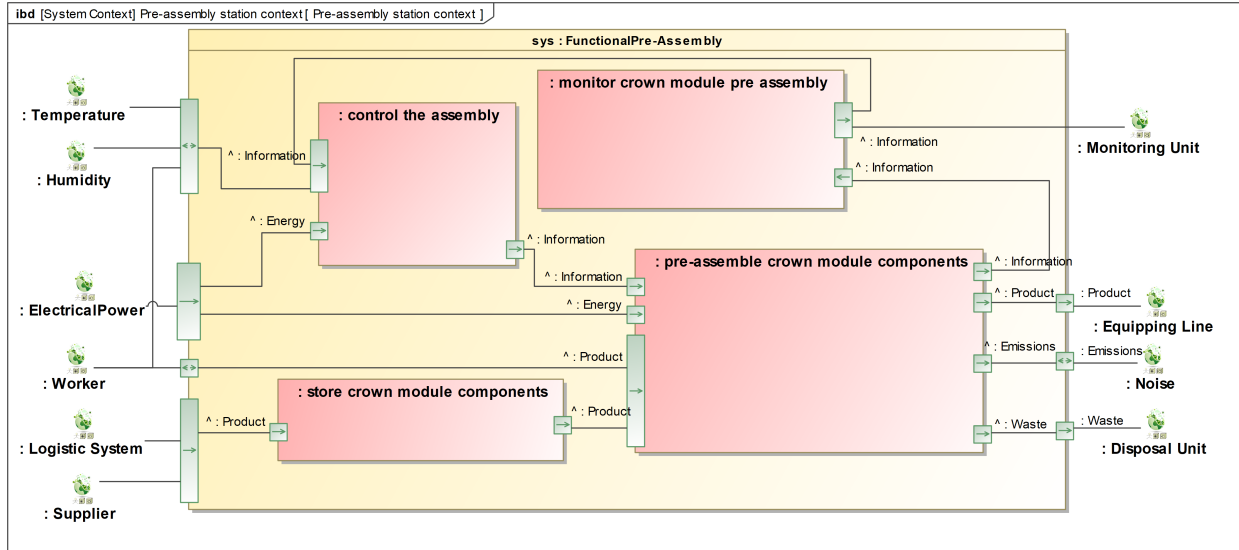 ibd [System Context] Pre-assembly station context [ Pre-assembly station context ]
sys : FunctionalPre-Assembly
: Temperature
: Humidity
: ElectricalPower
: Worker
: Logistic System
: Supplier
: control the assembly
^ : Information
^ : Energy
^ : Information
: monitor crown module pre assembly
^ : Information
^ : Information
: Monitoring Unit
: pre-assemble crown module components
^ : Information
^ : Energy
^ : Product
^ : Information
^ : Product
: Product
: Equipping Line
^ : Emissions
: Emissions
: Noise
^ : Waste
: Waste
: Disposal Unit
: store crown module components
^ : Product
^ : Product